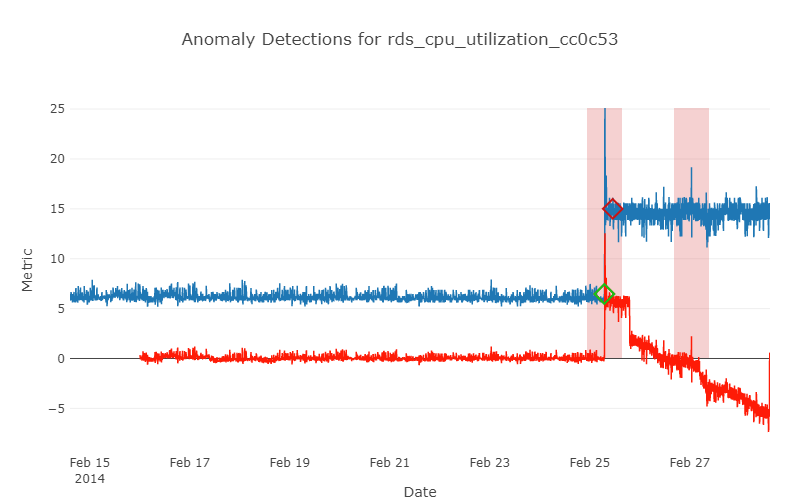 Anomaly Detections for rds_cpu_utilization_cc0c53
25
20
15
10
5
0
−5
Metric
Feb 15
2014
Feb 17
Feb 19
Feb 21
Feb 23
Feb 25
Feb 27
Date